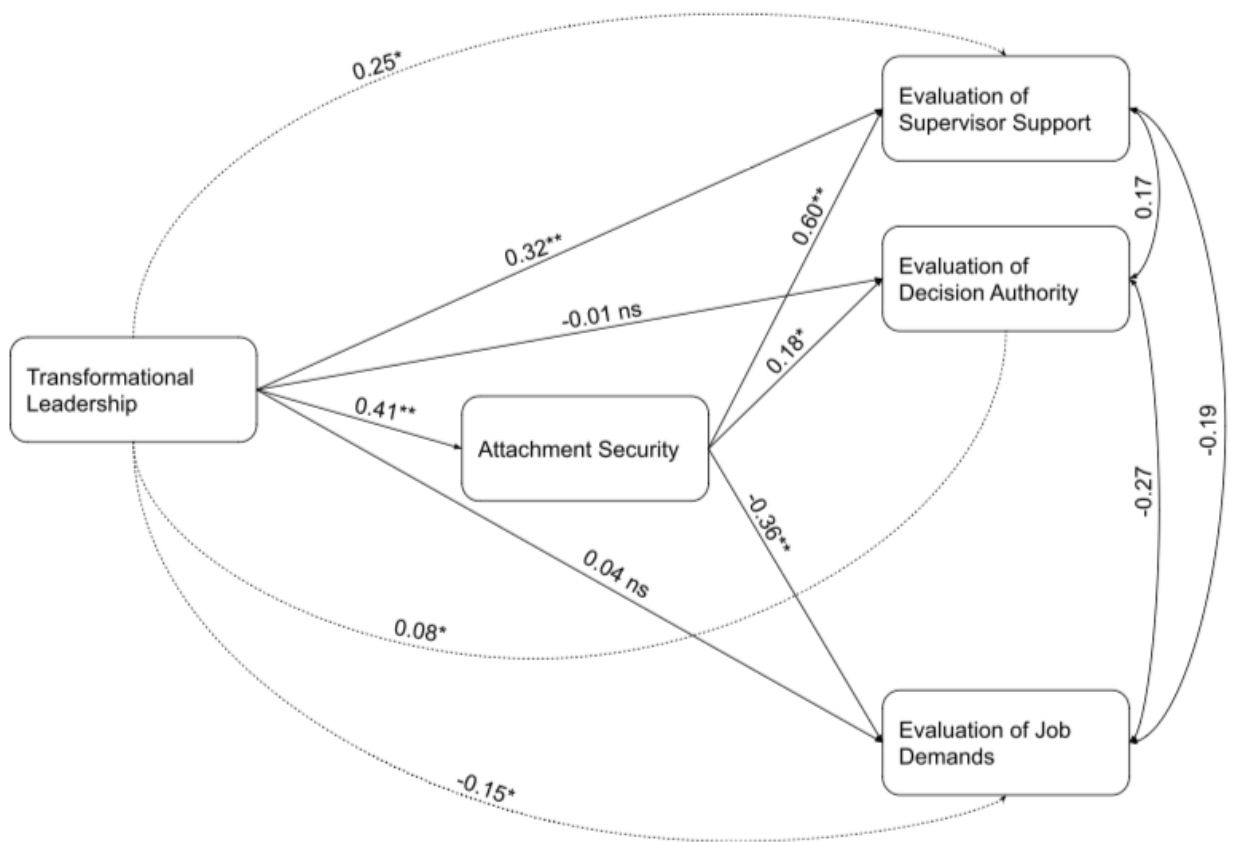 0.25*
Evaluation of
Supervisor Support
0.17
0.60**
0.32**
Evaluation of
Decision Authority
-0.01 ns
0.18*
Transformational
Leadership
0.41**
-0.19
Attachment Security
-0.27
-0.36**
0.04 ns
0.08*
Evaluation of Job
Demands
-0.15*